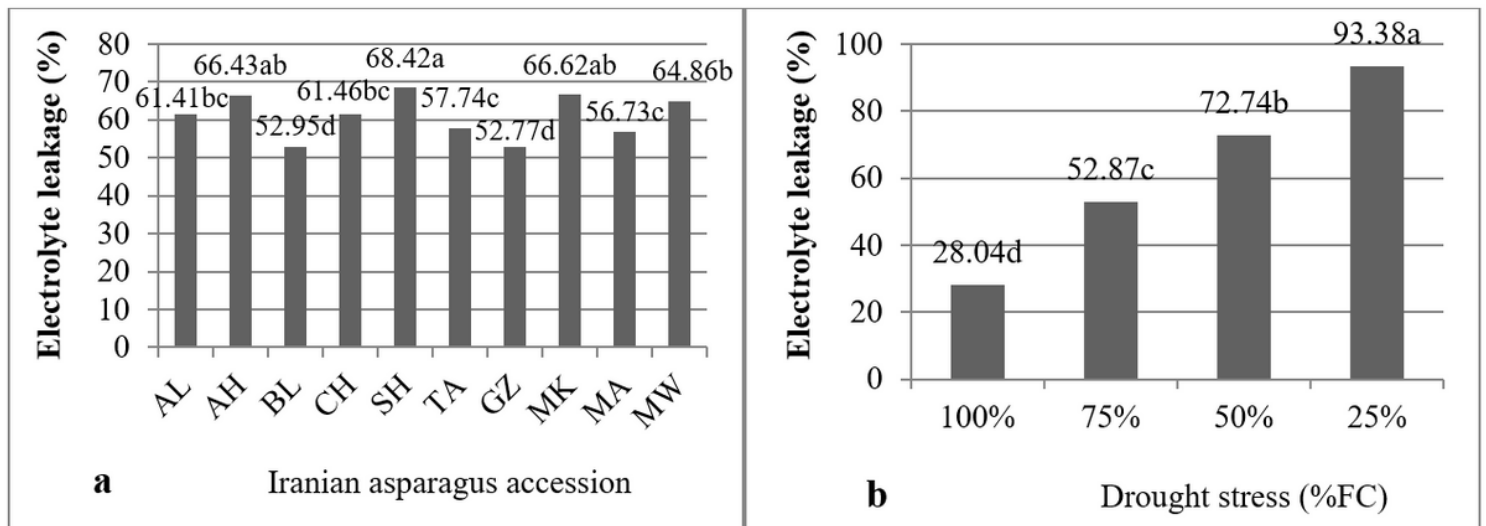 Electrolyte leakage (%)
80
70
60
50
40
30
20
10
0
61.41bc
66.43ab
52.95d
61.46bc
68.42a
57.74c
52.77d
66.62ab
56.73c
64.86b
AL AH BL CH SH TA GZ MK MA MW
a Iranian asparagus accession
Electrolyte leakage (%)
100
80
60
40
20
0
28.04d
52.87c
72.74b
93.38a
100% 75% 50% 25%
b Drought stress (%FC)